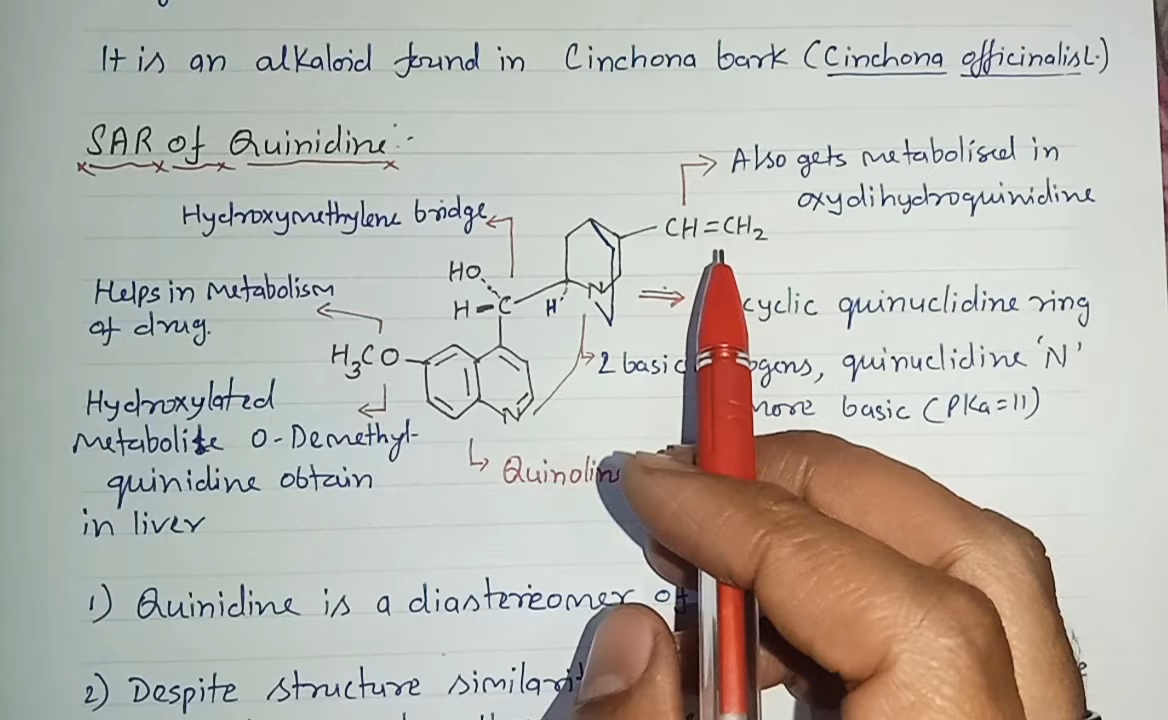 It is an alkaloid found in Cinchona bark (Cinchona officinalis L.)
SAR of Quinidine:-
Also gets metabolised in
oxydihydroquinidine
Hydroxymethylene bridge
CH=CH2
HO
H-C
H
N
Helps in Metabolism
of drug.
cyclic quinuclidine ring
H3CO
N
2 basic quinuclidine 'N'
more basic (PKa=11)
Hydroxylated
Metabolite O-Demethyl-
quinidine obtain
in liver
Quinolin
1) Quinidine is a diastereomer of
2) Despite structure